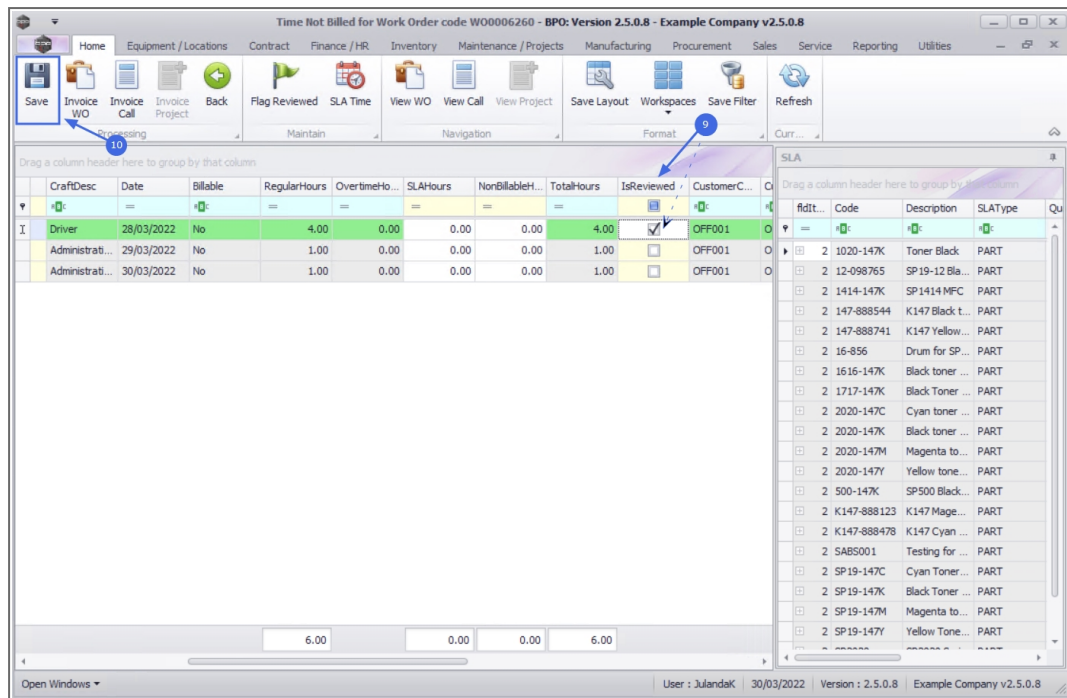 Time Not Billed for Work Order code WO0006260 - BPO: Version 2.5.0.8 - Example Company v2.5.0.8
Home Equipment / Locations Contract Finance / HR Inventory Maintenance / Projects Manufacturing Procurement Sales Service Reporting Utilities
Save Invoice WO Invoice Call Invoice Project Back Flag Reviewed SLA Time View WO View Call View Project Save Layout Workspaces Save Filter Refresh
Processing Maintain Navigation Format Curr...
9
10
Drag a column header here to group by that column
CraftDesc Date Billable RegularHours OvertimeHo... SLAHours NonBillableH... TotalHours IsReviewed CustomerC...
Driver 28/03/2022 No 4.00 0.00 0.00 0.00 4.00 OFF001
Administrati... 29/03/2022 No 1.00 0.00 0.00 0.00 1.00 OFF001
Administrati... 30/03/2022 No 1.00 0.00 0.00 0.00 1.00 OFF001
6.00 0.00 0.00 6.00
SLA
Drag a column header here to group by that column
fldIt... Code Description SLAType Qu
2 1020-147K Toner Black PART
2 12-098765 SP19-12 Bla... PART
2 1414-147K SP1414 MFC PART
2 147-888544 K147 Black t... PART
2 147-888741 K147 Yellow... PART
2 16-856 Drum for SP... PART
2 1616-147K Black toner ... PART
2 1717-147K Black Toner ... PART
2 2020-147C Cyan toner ... PART
2 2020-147K Black toner ... PART
2 2020-147M Magenta to... PART
2 2020-147Y Yellow tone... PART
2 500-147K SP500 Black... PART
2 K147-888123 K147 Mage... PART
2 K147-888478 K147 Cyan ... PART
2 SABS001 Testing for ... PART
2 SP19-147C Cyan Toner... PART
2 SP19-147K Black Toner ... PART
2 SP19-147M Magenta to... PART
2 SP19-147Y Yellow Tone... PART
Open Windows User : JulandaK 30/03/2022 Version : 2.5.0.8 Example Company v2.5.0.8